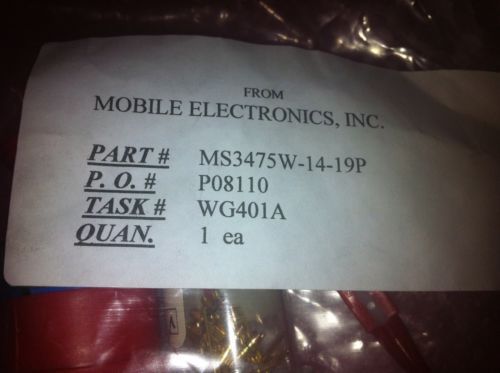 FROM
MOBILE ELECTRONICS, INC.
PART # MS3475W-14-19P
P. O. # P08110
TASK # WG401A
QUAN. 1 ea